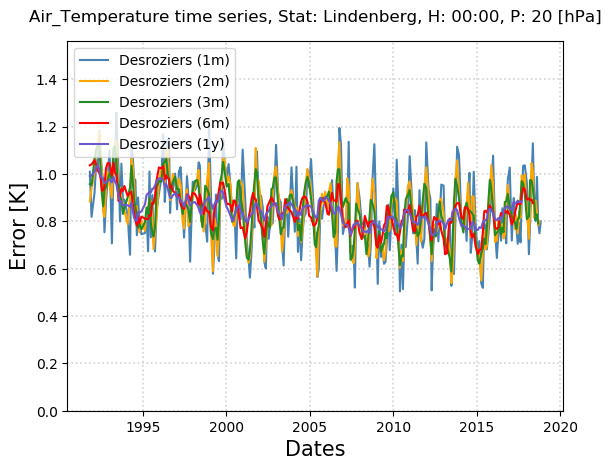 Air_Temperature time series, Stat: Lindenberg, H: 00:00, P: 20 [hPa]
Desroziers (1m)
Desroziers (2m)
Desroziers (3m)
Desroziers (6m)
Desroziers (1y)
Error [K]
1.4
1.2
1.0
0.8
0.6
0.4
0.2
0.0
1995 2000 2005 2010 2015 2020
Dates